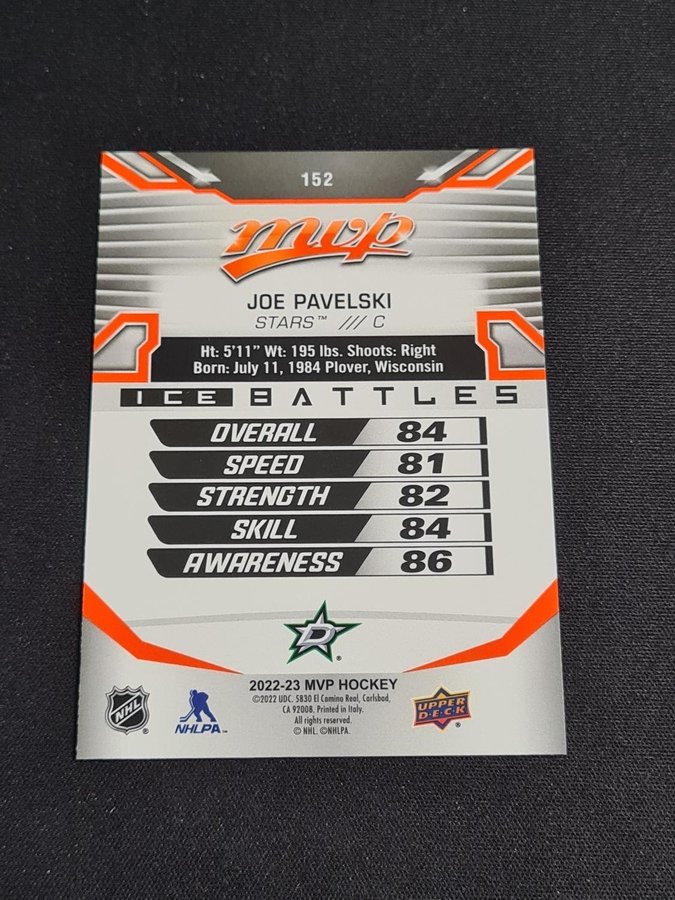 152
mvp
JOE PAVELSKI
STARS™ /// C
Ht: 5'11" Wt: 195 lbs. Shoots: Right
Born: July 11, 1984 Plover, Wisconsin
ICE BATTLES
OVERALL 84
SPEED 81
STRENGTH 82
SKILL 84
AWARENESS 86
D ®
2022-23 MVP HOCKEY
©2022 UDC. 5830 El Camino Real, Carlsbad,
CA 92008. Printed in Italy.
All rights reserved.
© NHL. ©NHLPA.
NHL ®
NHLPA™
UPPER
DECK ®